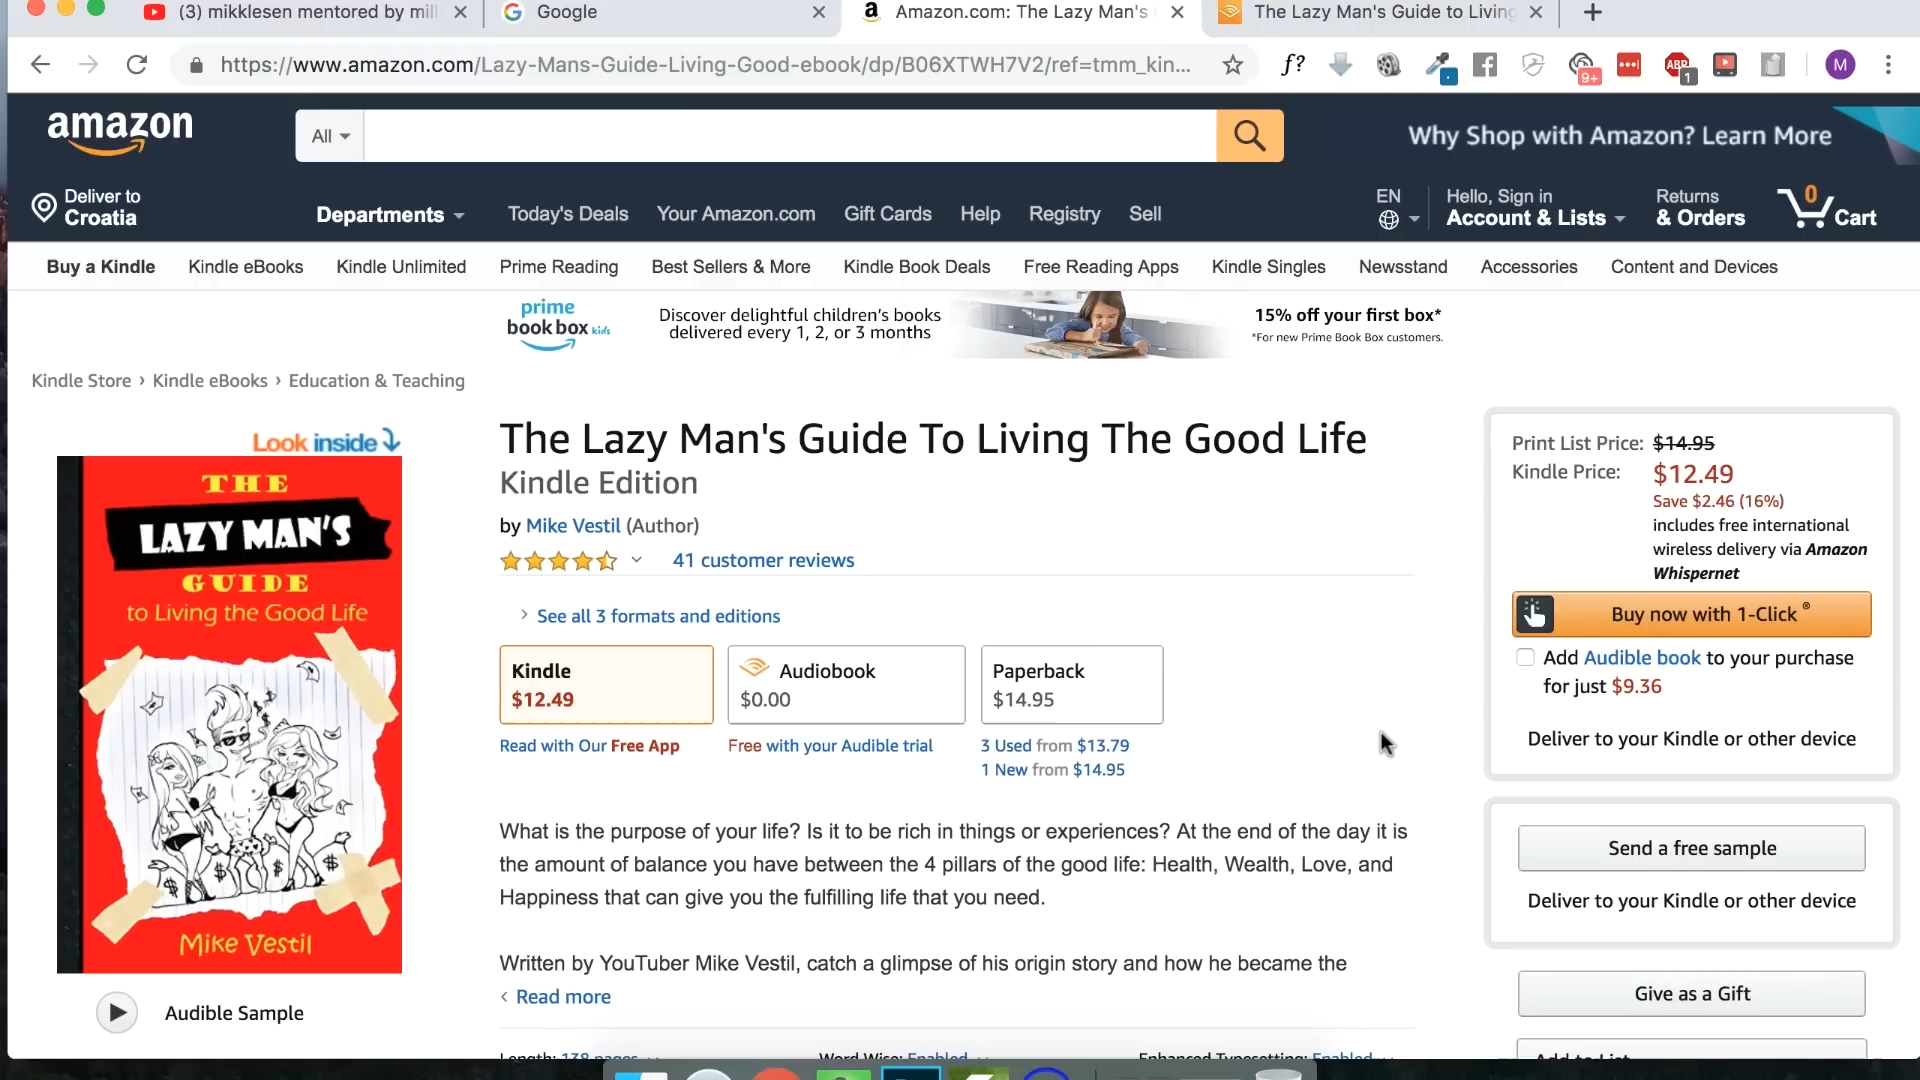 (3) mikklesen mentored by mil
Google
Amazon.com: The Lazy Man's
The Lazy Man's Guide to Living
https://www.amazon.com/Lazy-Mans-Guide-Living-Good-ebook/dp/B06XTWH7V2/ref=tmm_kin...
f?
9+
ABP
1
M
amazon
All
Why Shop with Amazon? Learn More
Deliver to
Croatia
Departments
Today's Deals
Your Amazon.com
Gift Cards
Help
Registry
Sell
EN
Hello, Sign in
Account & Lists
Returns
& Orders
0
Cart
Buy a Kindle
Kindle eBooks
Kindle Unlimited
Prime Reading
Best Sellers & More
Kindle Book Deals
Free Reading Apps
Kindle Singles
Newsstand
Accessories
Content and Devices
prime
book box kids
Discover delightful children's books
delivered every 1, 2, or 3 months
15% off your first box*
*For new Prime Book Box customers.
Kindle Store › Kindle eBooks › Education & Teaching
Look inside
THE
LAZY MAN'S
GUIDE
to Living the Good Life
Mike Vestil
Audible Sample
The Lazy Man's Guide To Living The Good Life
Kindle Edition
by Mike Vestil (Author)
41 customer reviews
See all 3 formats and editions
Kindle
$12.49
Audiobook
$0.00
Paperback
$14.95
Read with Our Free App
Free with your Audible trial
3 Used from $13.79
1 New from $14.95
What is the purpose of your life? Is it to be rich in things or experiences? At the end of the day it is
the amount of balance you have between the 4 pillars of the good life: Health, Wealth, Love, and
Happiness that can give you the fulfilling life that you need.
Written by YouTuber Mike Vestil, catch a glimpse of his origin story and how he became the
Read more
Length: 138 pages
Word Wise: Enabled
Enhanced Typesetting: Enabled
Print List Price: $14.95
Kindle Price: $12.49
Save $2.46 (16%)
includes free international
wireless delivery via Amazon
Whispernet
Buy now with 1-Click ®
Add Audible book to your purchase
for just $9.36
Deliver to your Kindle or other device
Send a free sample
Deliver to your Kindle or other device
Give as a Gift
Add to List